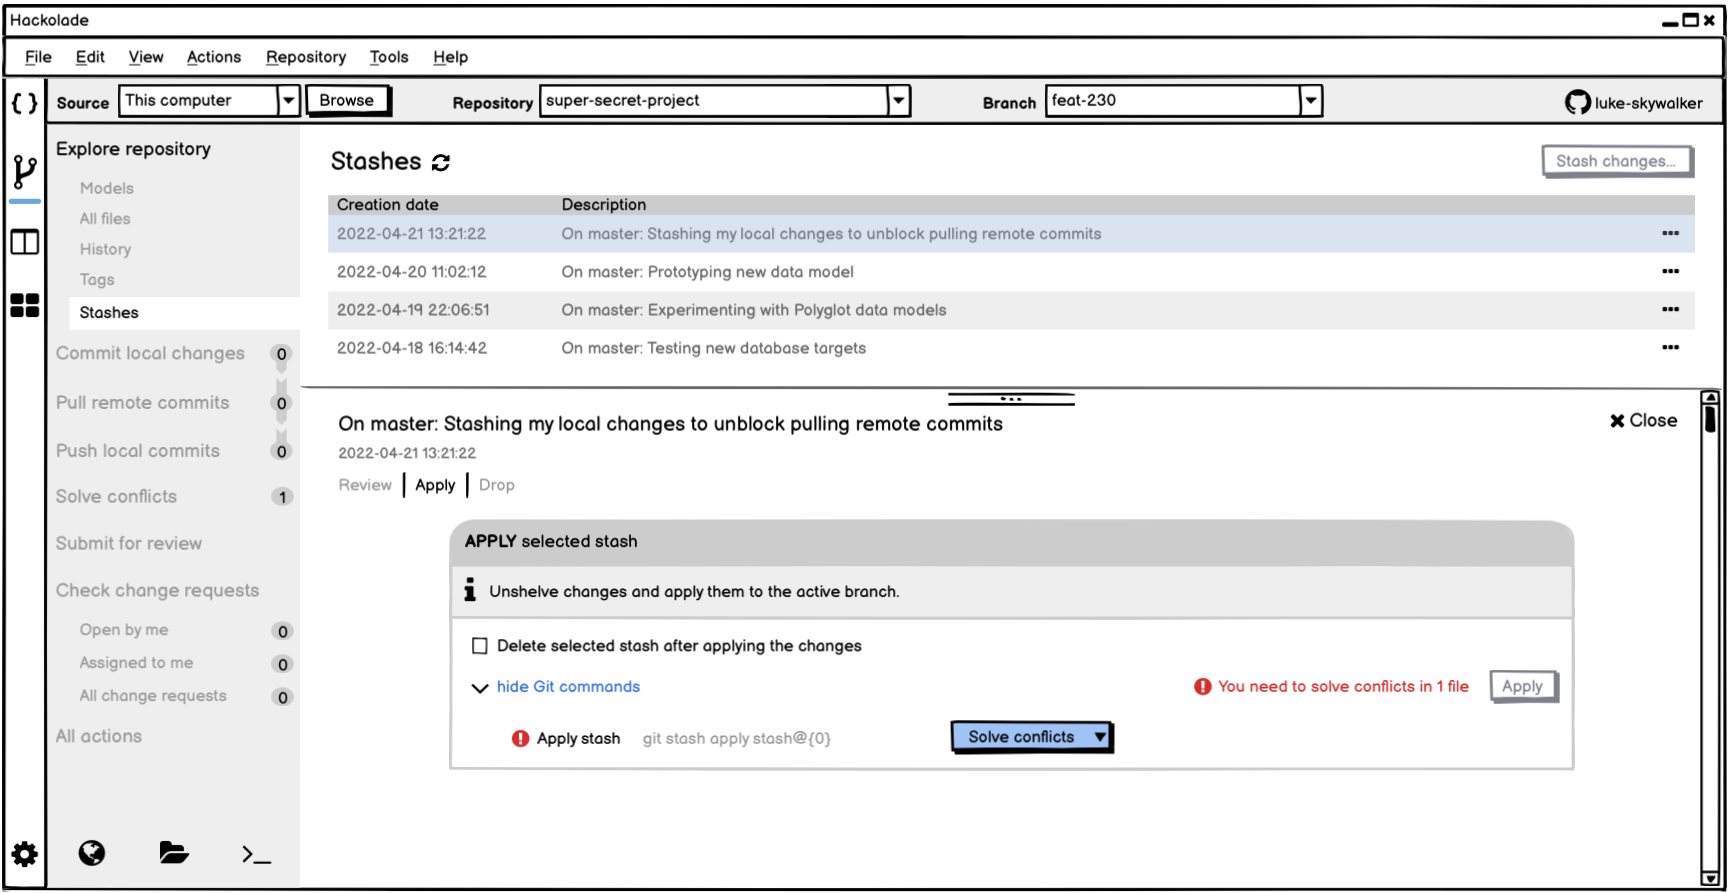 Hackolade
File Edit View Actions Repository Tools Help
Source This computer Browse Repository super-secret-project Branch feat-230 luke-skywalker
Explore repository
Models
All files
History
Tags
Stashes
Commit local changes 0
Pull remote commits 0
Push local commits 0
Solve conflicts 1
Submit for review
Check change requests
Open by me 0
Assigned to me 0
All change requests 0
All actions
Stashes Stash changes...
Creation date Description
2022-04-21 13:21:22 On master: Stashing my local changes to unblock pulling remote commits
2022-04-20 11:02:12 On master: Prototyping new data model
2022-04-19 22:06:51 On master: Experimenting with Polyglot data models
2022-04-18 16:14:42 On master: Testing new database targets
On master: Stashing my local changes to unblock pulling remote commits Close
2022-04-21 13:21:22
Review Apply Drop
APPLY selected stash
Unshelve changes and apply them to the active branch.
Delete selected stash after applying the changes
hide Git commands You need to solve conflicts in 1 file Apply
Apply stash git stash apply stash@{0} Solve conflicts